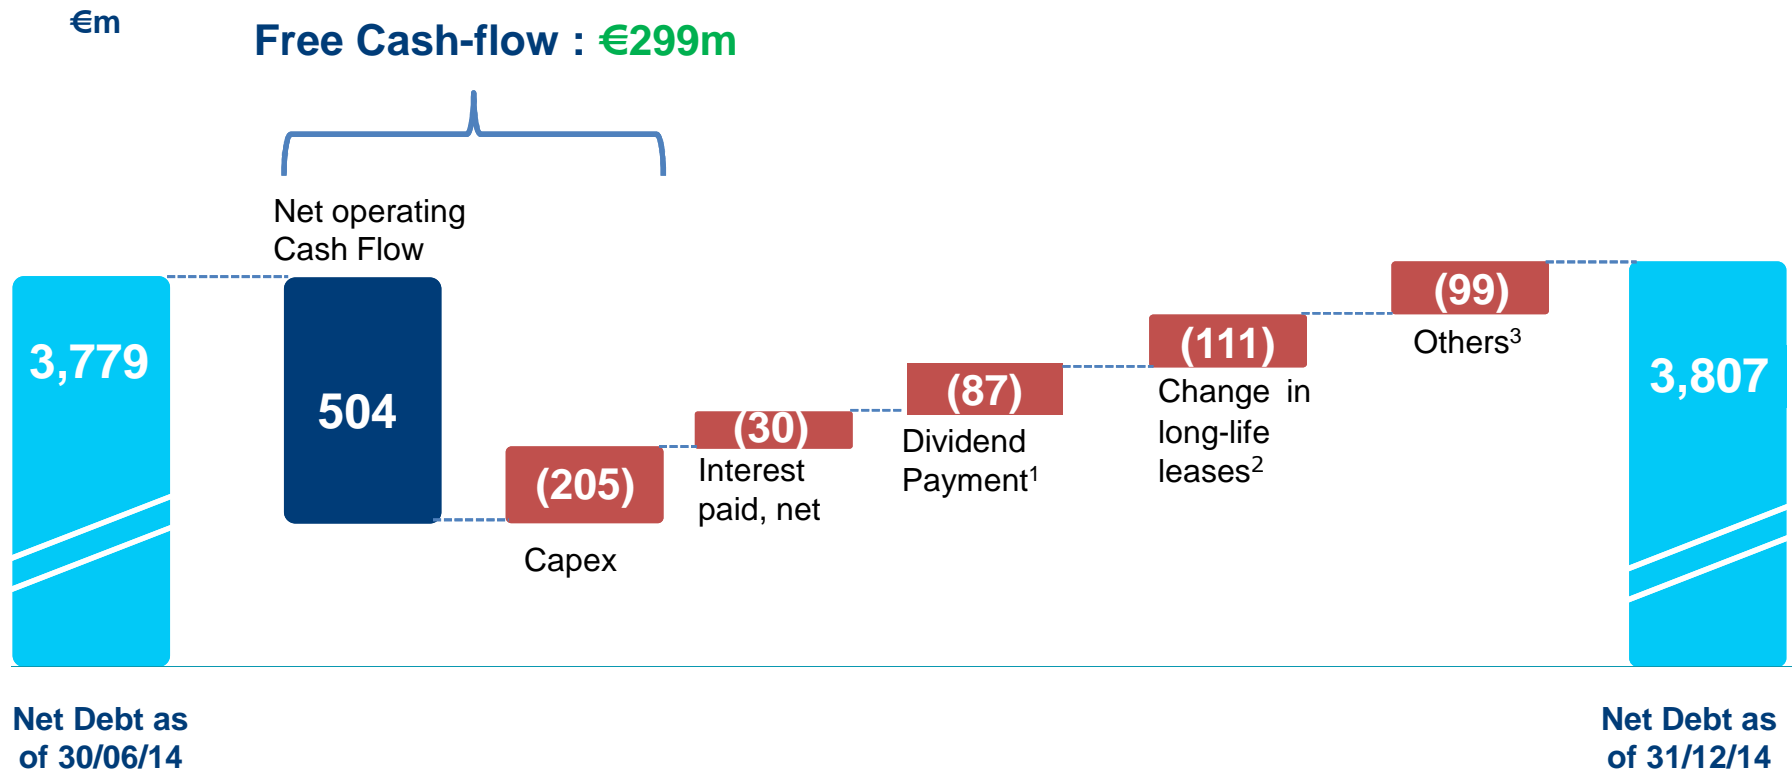 €m
Free Cash-flow : €299m
Net operating
Cash Flow
3,779
504
(205)
Capex
(30)
Interest
paid, net
(87)
Dividend
Payment¹
(111)
Change in
long-life
leases²
(99)
Others³
3,807
Net Debt as
of 30/06/14
Net Debt as
of 31/12/14